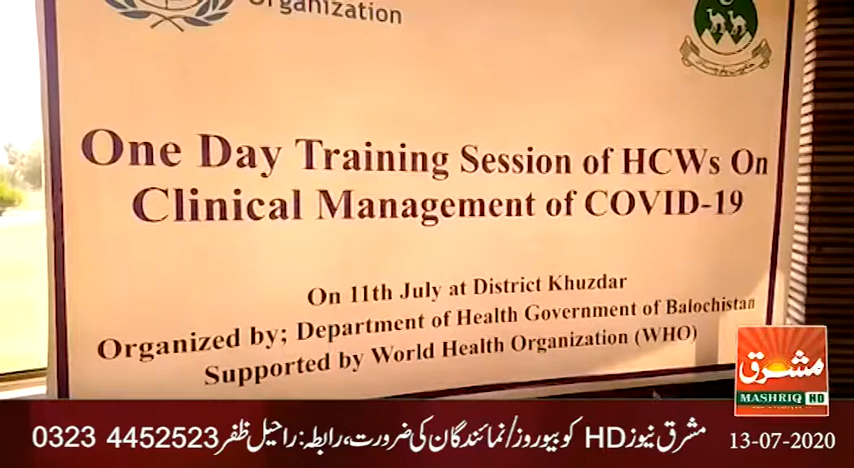 Organization
One Day Training Session of HCWs On
Clinical Management of COVID-19
On 11th July at District Khuzdar
Organized by; Department of Health Government of Balochistan
Supported by World Health Organization (WHO)
مشرق
MASHRIQ HD
مشرق نیوز HD کو بیوروز/نمائندگان کی ضرورت، رابطہ: راحیل ظفر 0323 4452523
13-07-2020